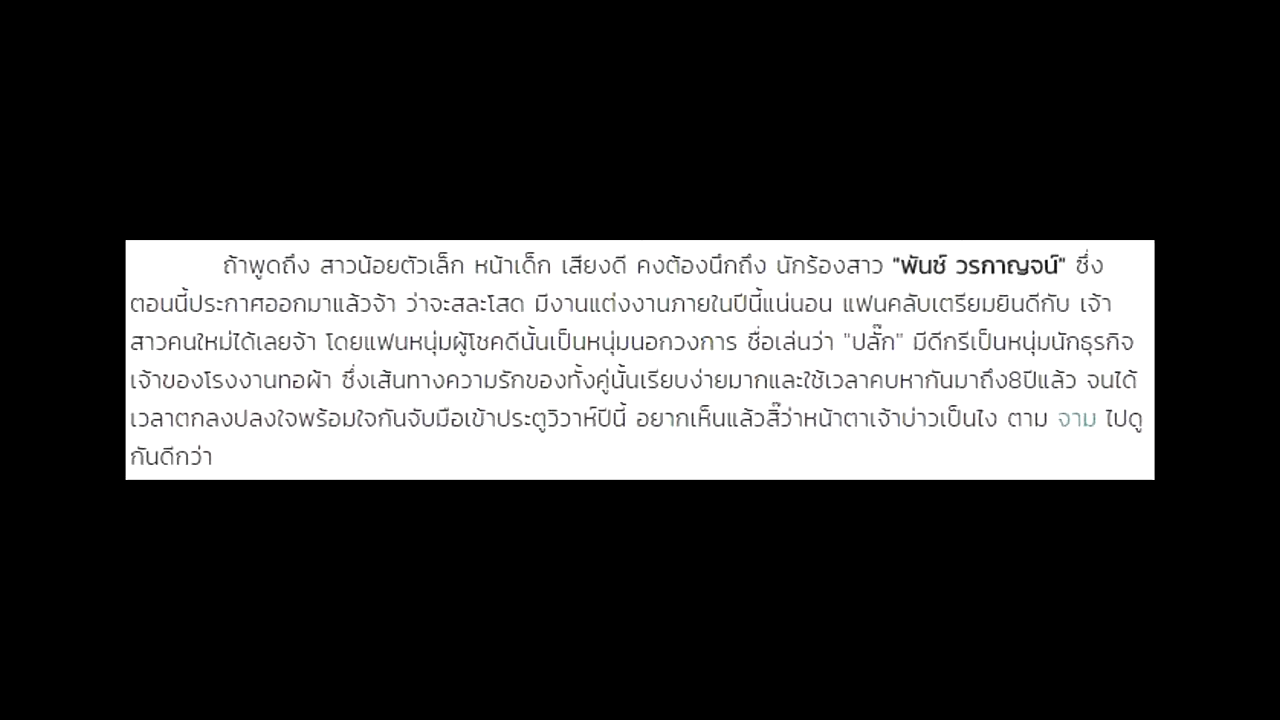 ถ้าพูดถึง สาวน้อยตัวเล็ก หน้าเด็ก เสียงดี คงต้องนึกถึง นักร้องสาว "พันช์ วรกาญจน์" ซึ่ง
ตอนนี้ประกาศออกมาแล้วจ้า ว่าจะสละโสด มีงานแต่งงานภายในปีนี้แน่นอน แฟนคลับเตรียมยินดีกับ เจ้า
สาวคนใหม่ได้เลยจ้า โดยแฟนหนุ่มผู้โชคดีนั้นเป็นหนุ่มนอกวงการ ชื่อเล่นว่า "ปลั๊ก" มีดีกรีเป็นหนุ่มนักธุรกิจ
เจ้าของโรงงานทอผ้า ซึ่งเส้นทางความรักของทั้งคู่นั้นเรียบง่ายมากและใช้เวลาคบหากันมาถึง8ปีแล้ว จนได้
เวลาตกลงปลงใจพร้อมใจกันจับมือเข้าประตูวิวาห์ปีนี้ อยากเห็นแล้วสิ๊ว่าหน้าตาเจ้าบ่าวเป็นไง ตาม จาม ไปดู
กันดีกว่า